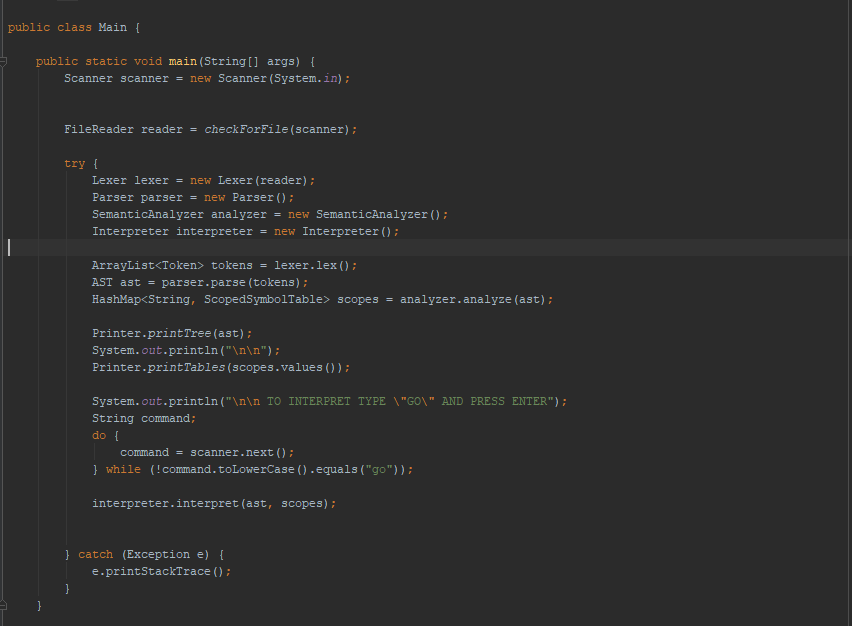 public class Main {
public static void main(String[] args) {
Scanner scanner = new Scanner(System.in);
FileReader reader = checkForFile(scanner);
try {
Lexer lexer = new Lexer(reader);
Parser parser = new Parser();
SemanticAnalyzer analyzer = new SemanticAnalyzer();
Interpreter interpreter = new Interpreter();
ArrayList<Token> tokens = lexer.lex();
AST ast = parser.parse(tokens);
HashMap<String, ScopedSymbolTable> scopes = analyzer.analyze(ast);
Printer.printTree(ast);
System.out.println("\n\n");
Printer.printTables(scopes.values());
System.out.println("\n\n TO INTERPRET TYPE \"GO\" AND PRESS ENTER");
String command;
do {
command = scanner.next();
} while (!command.toLowerCase().equals("go"));
interpreter.interpret(ast, scopes);
} catch (Exception e) {
e.printStackTrace();
}
}